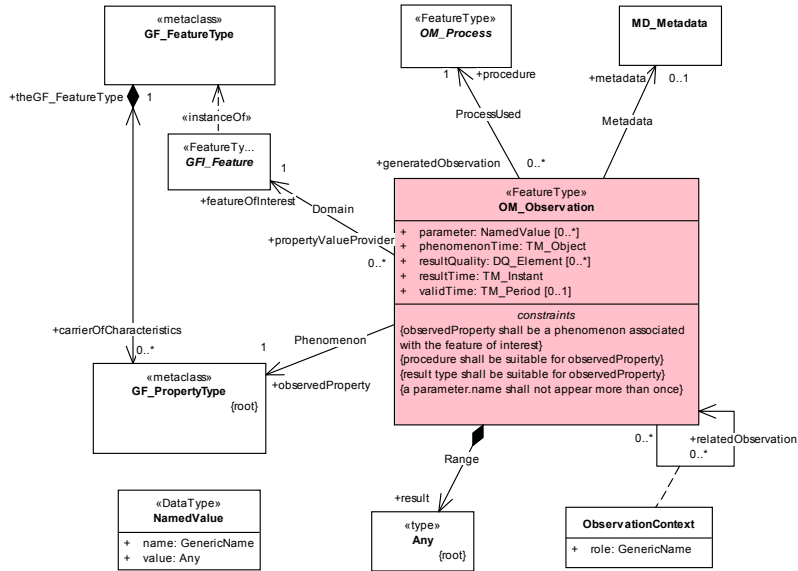 «metaclass»
GF_FeatureType
«FeatureType»
OM_Process
MD_Metadata
+theGF_FeatureType
1
1
+procedure
+metadata
0..1
«instanceOf»
ProcessUsed
Metadata
«FeatureTy...
GFI_Feature
1
+generatedObservation
0..*
+featureOfInterest
Domain
+propertyValueProvider
0..*
«FeatureType»
OM_Observation
+ parameter: NamedValue [0..*]
+ phenomenonTime: TM_Object
+ resultQuality: DQ_Element [0..*]
+ resultTime: TM_Instant
+ validTime: TM_Period [0..1]
constraints
{observedProperty shall be a phenomenon associated
with the feature of interest}
{procedure shall be suitable for observedProperty}
{result type shall be suitable for observedProperty}
{a parameter.name shall not appear more than once}
+carrierOfCharacteristics
0..*
Phenomenon
1
+observedProperty
«metaclass»
GF_PropertyType
{root}
0..*
+relatedObservation
0..*
Range
+result
«DataType»
NamedValue
+ name: GenericName
+ value: Any
«type»
Any
{root}
ObservationContext
+ role: GenericName